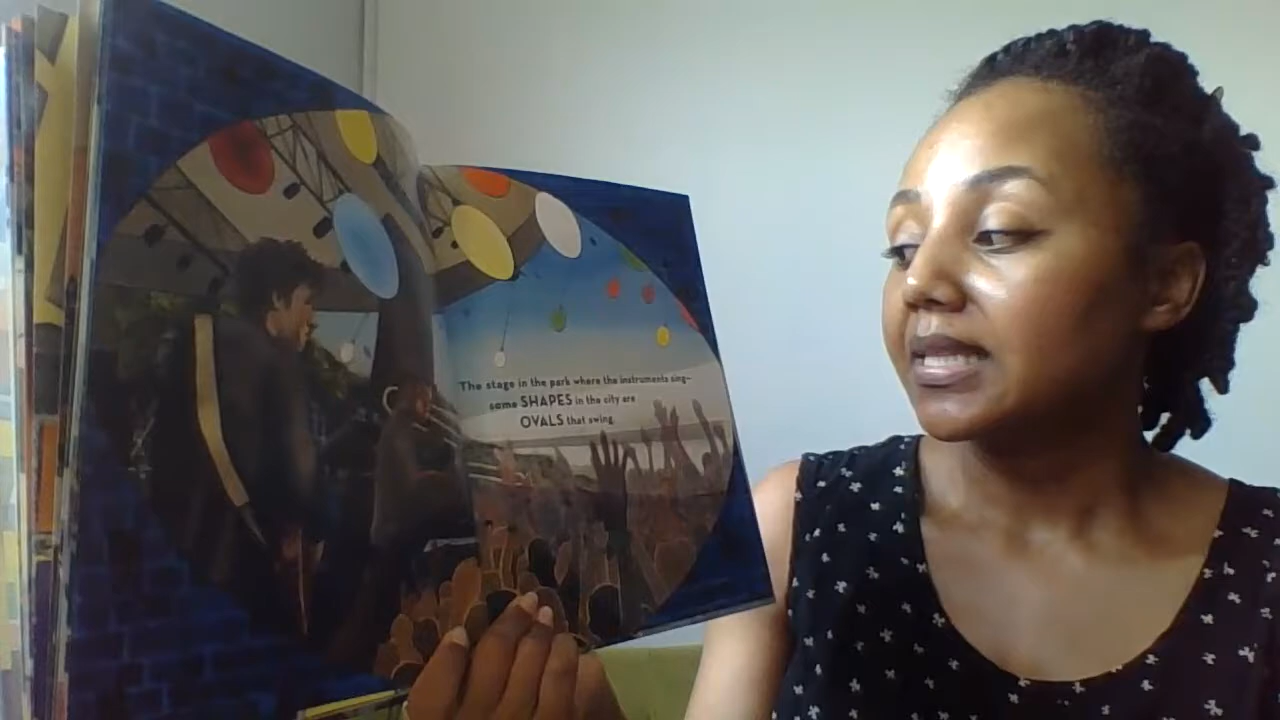 The stage in the park where the instruments sing—
some SHAPES in the city are
OVALS that swing.